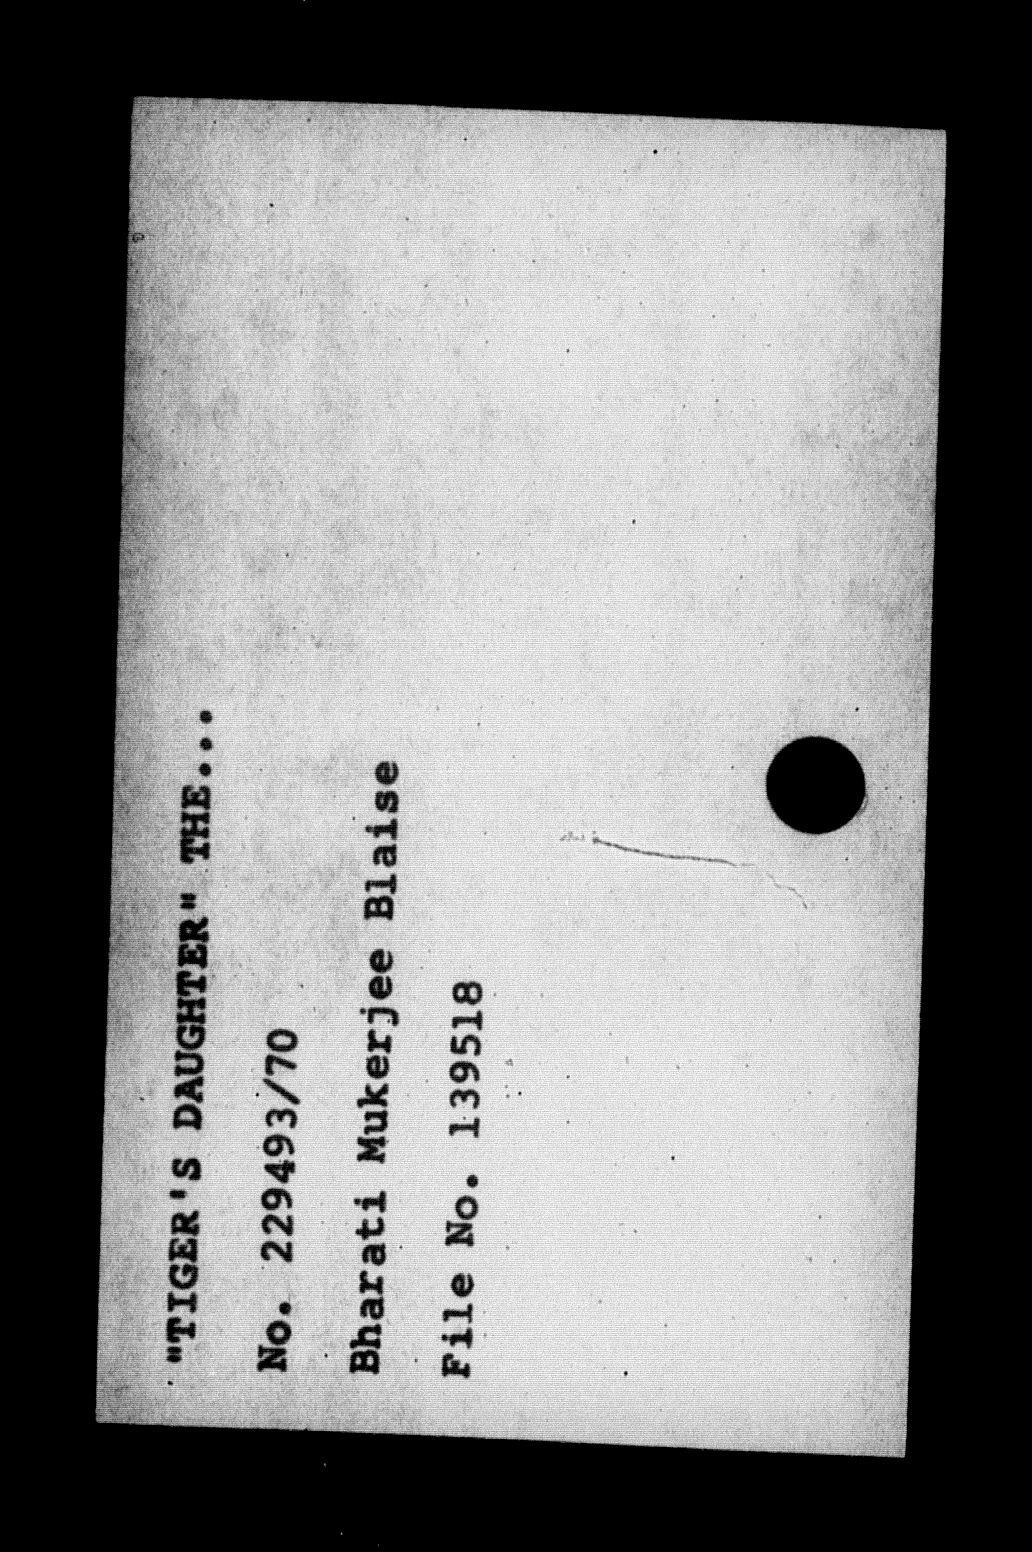 "TIGER'S DAUGHTER" THE...
No. 229493/70
Bharati Mukerjee Blaise
File No. 139518